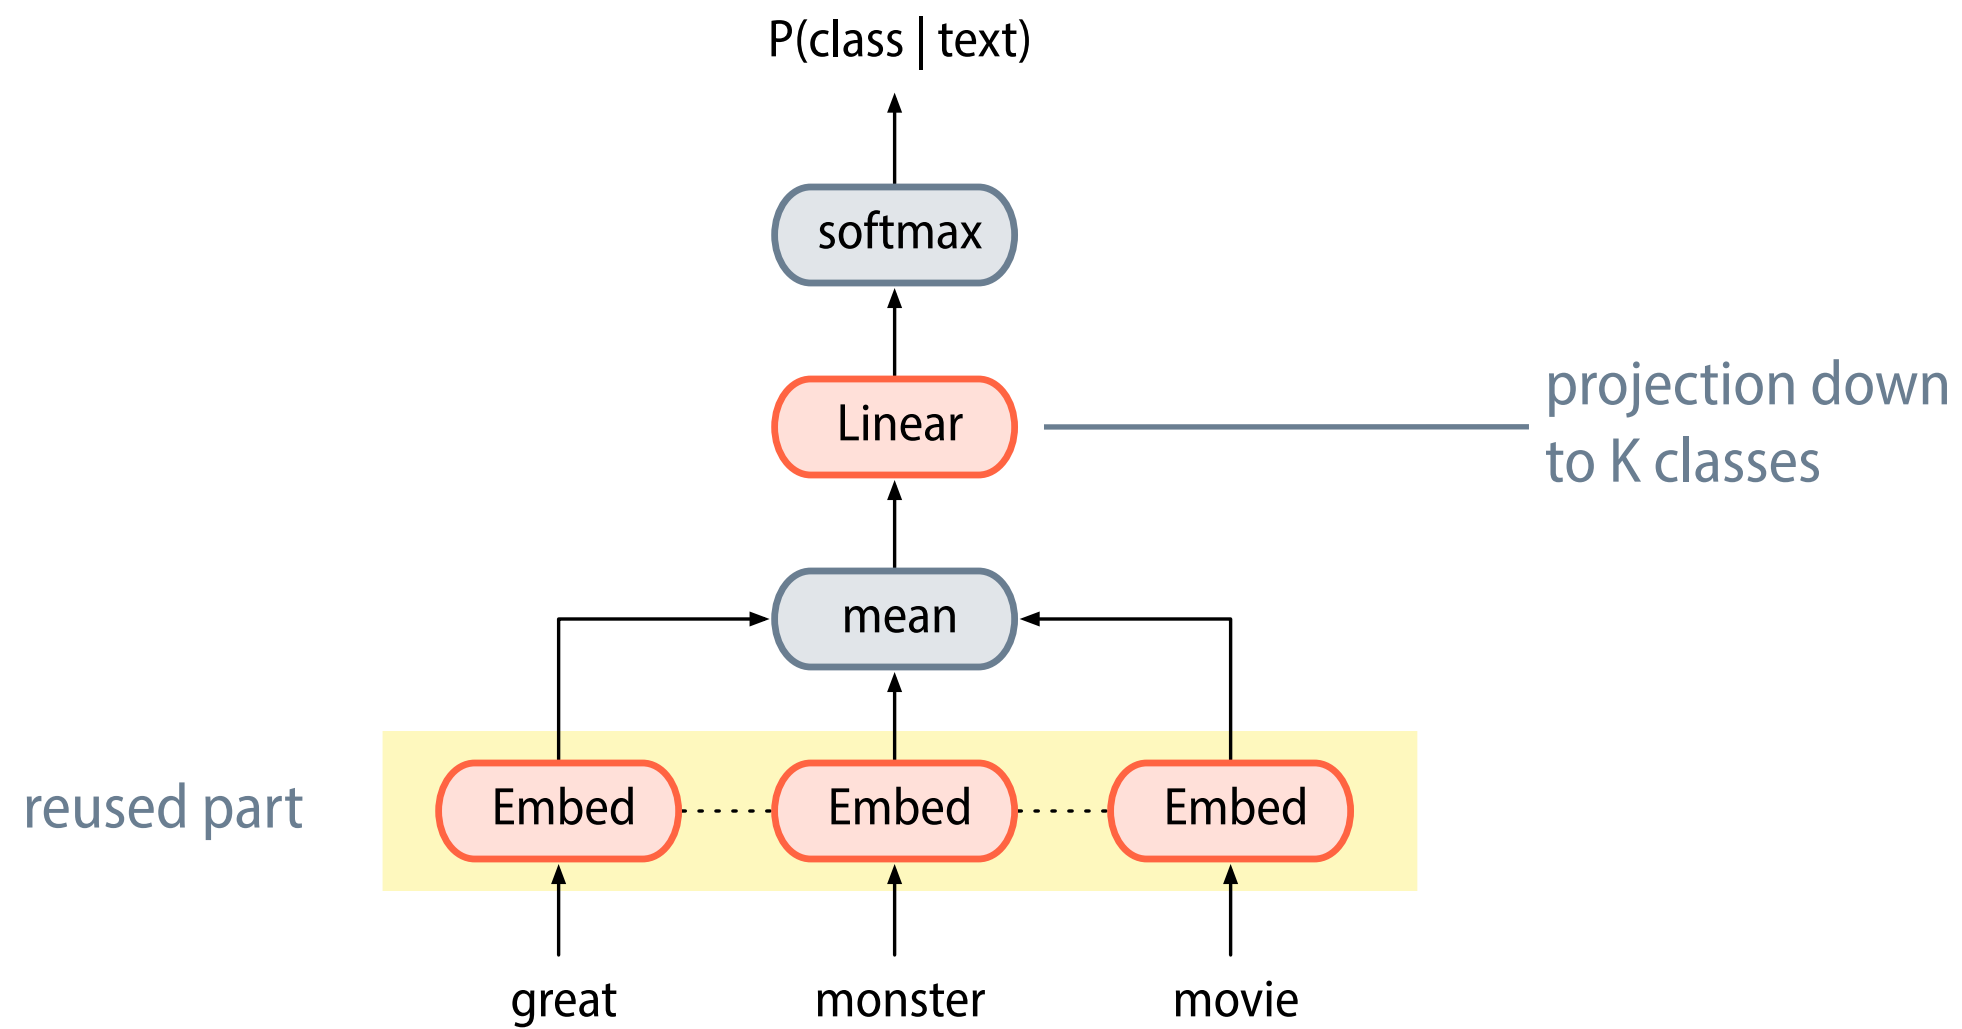 P(class | text)
softmax
Linear
projection down
to K classes
mean
reused part
Embed
Embed
Embed
great
monster
movie